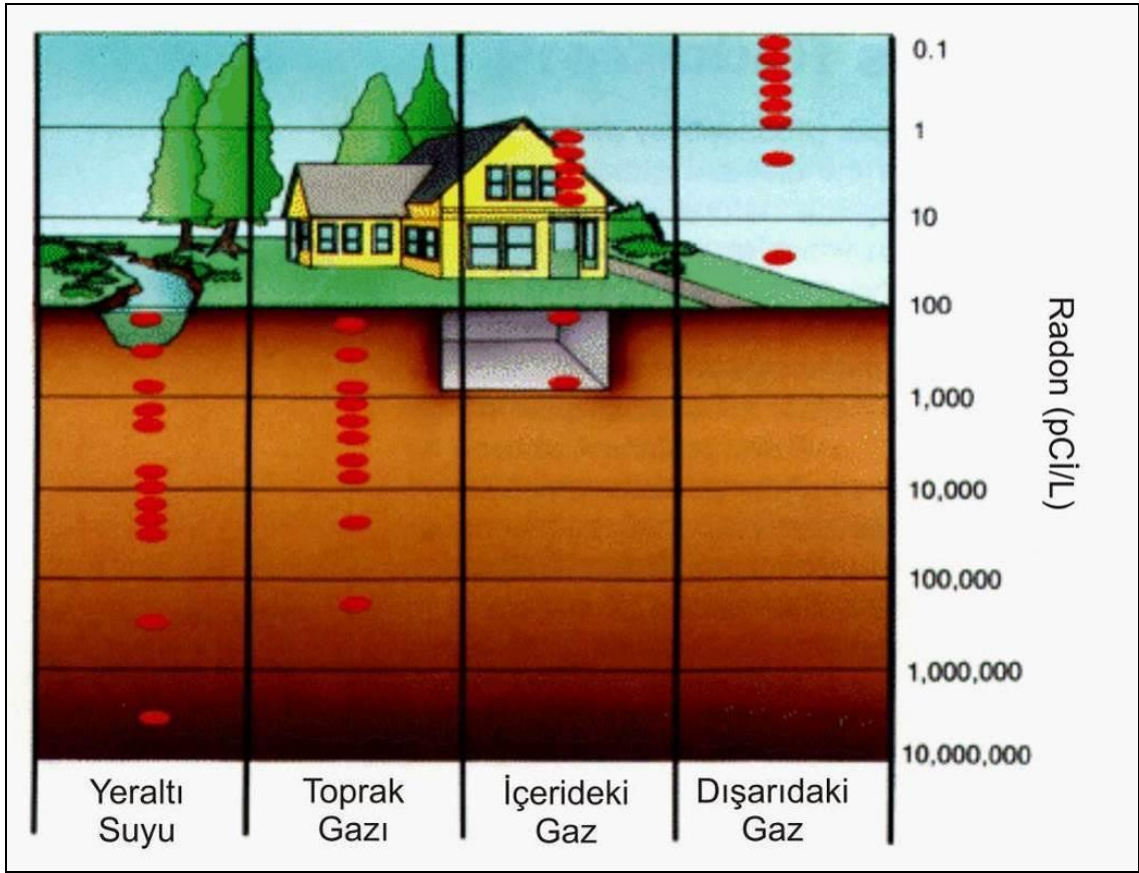 0.1
1
10
100
1,000
10,000
100,000
1,000,000
10,000,000
Radon (pCİ/L)
Yeraltı
Suyu
Toprak
Gazı
İçerideki
Gaz
Dışarıdaki
Gaz